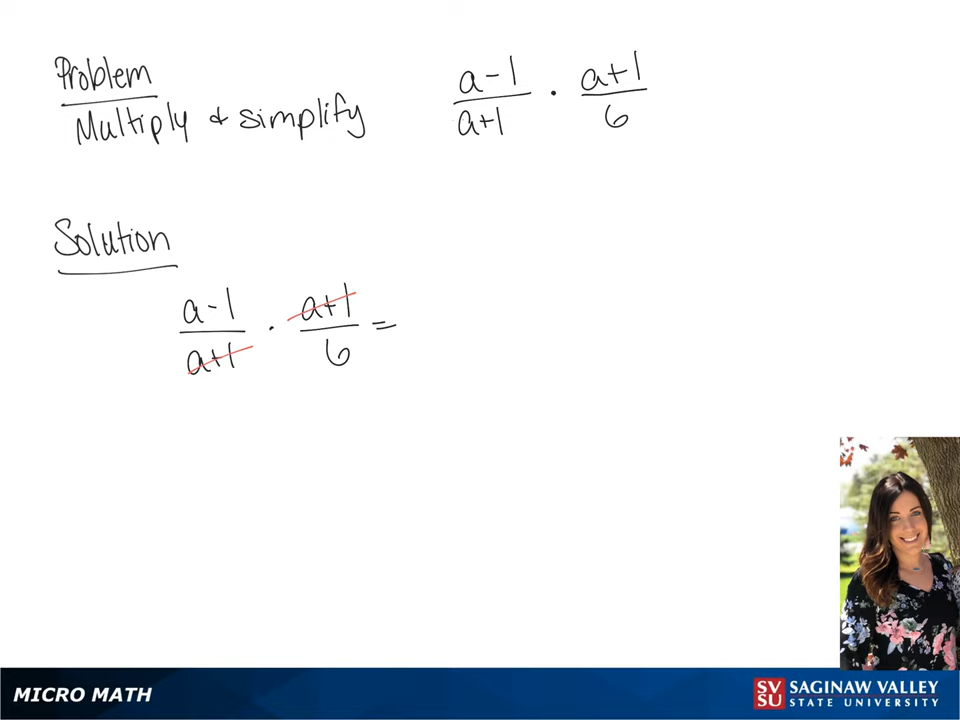 Problem
Multiply & simplify
a-1 / a+1 · a+1 / 6
Solution
a-1 / a+1 · a+1 / 6 =
MICRO MATH
SV SU SAGINAW VALLEY
STATE UNIVERSITY